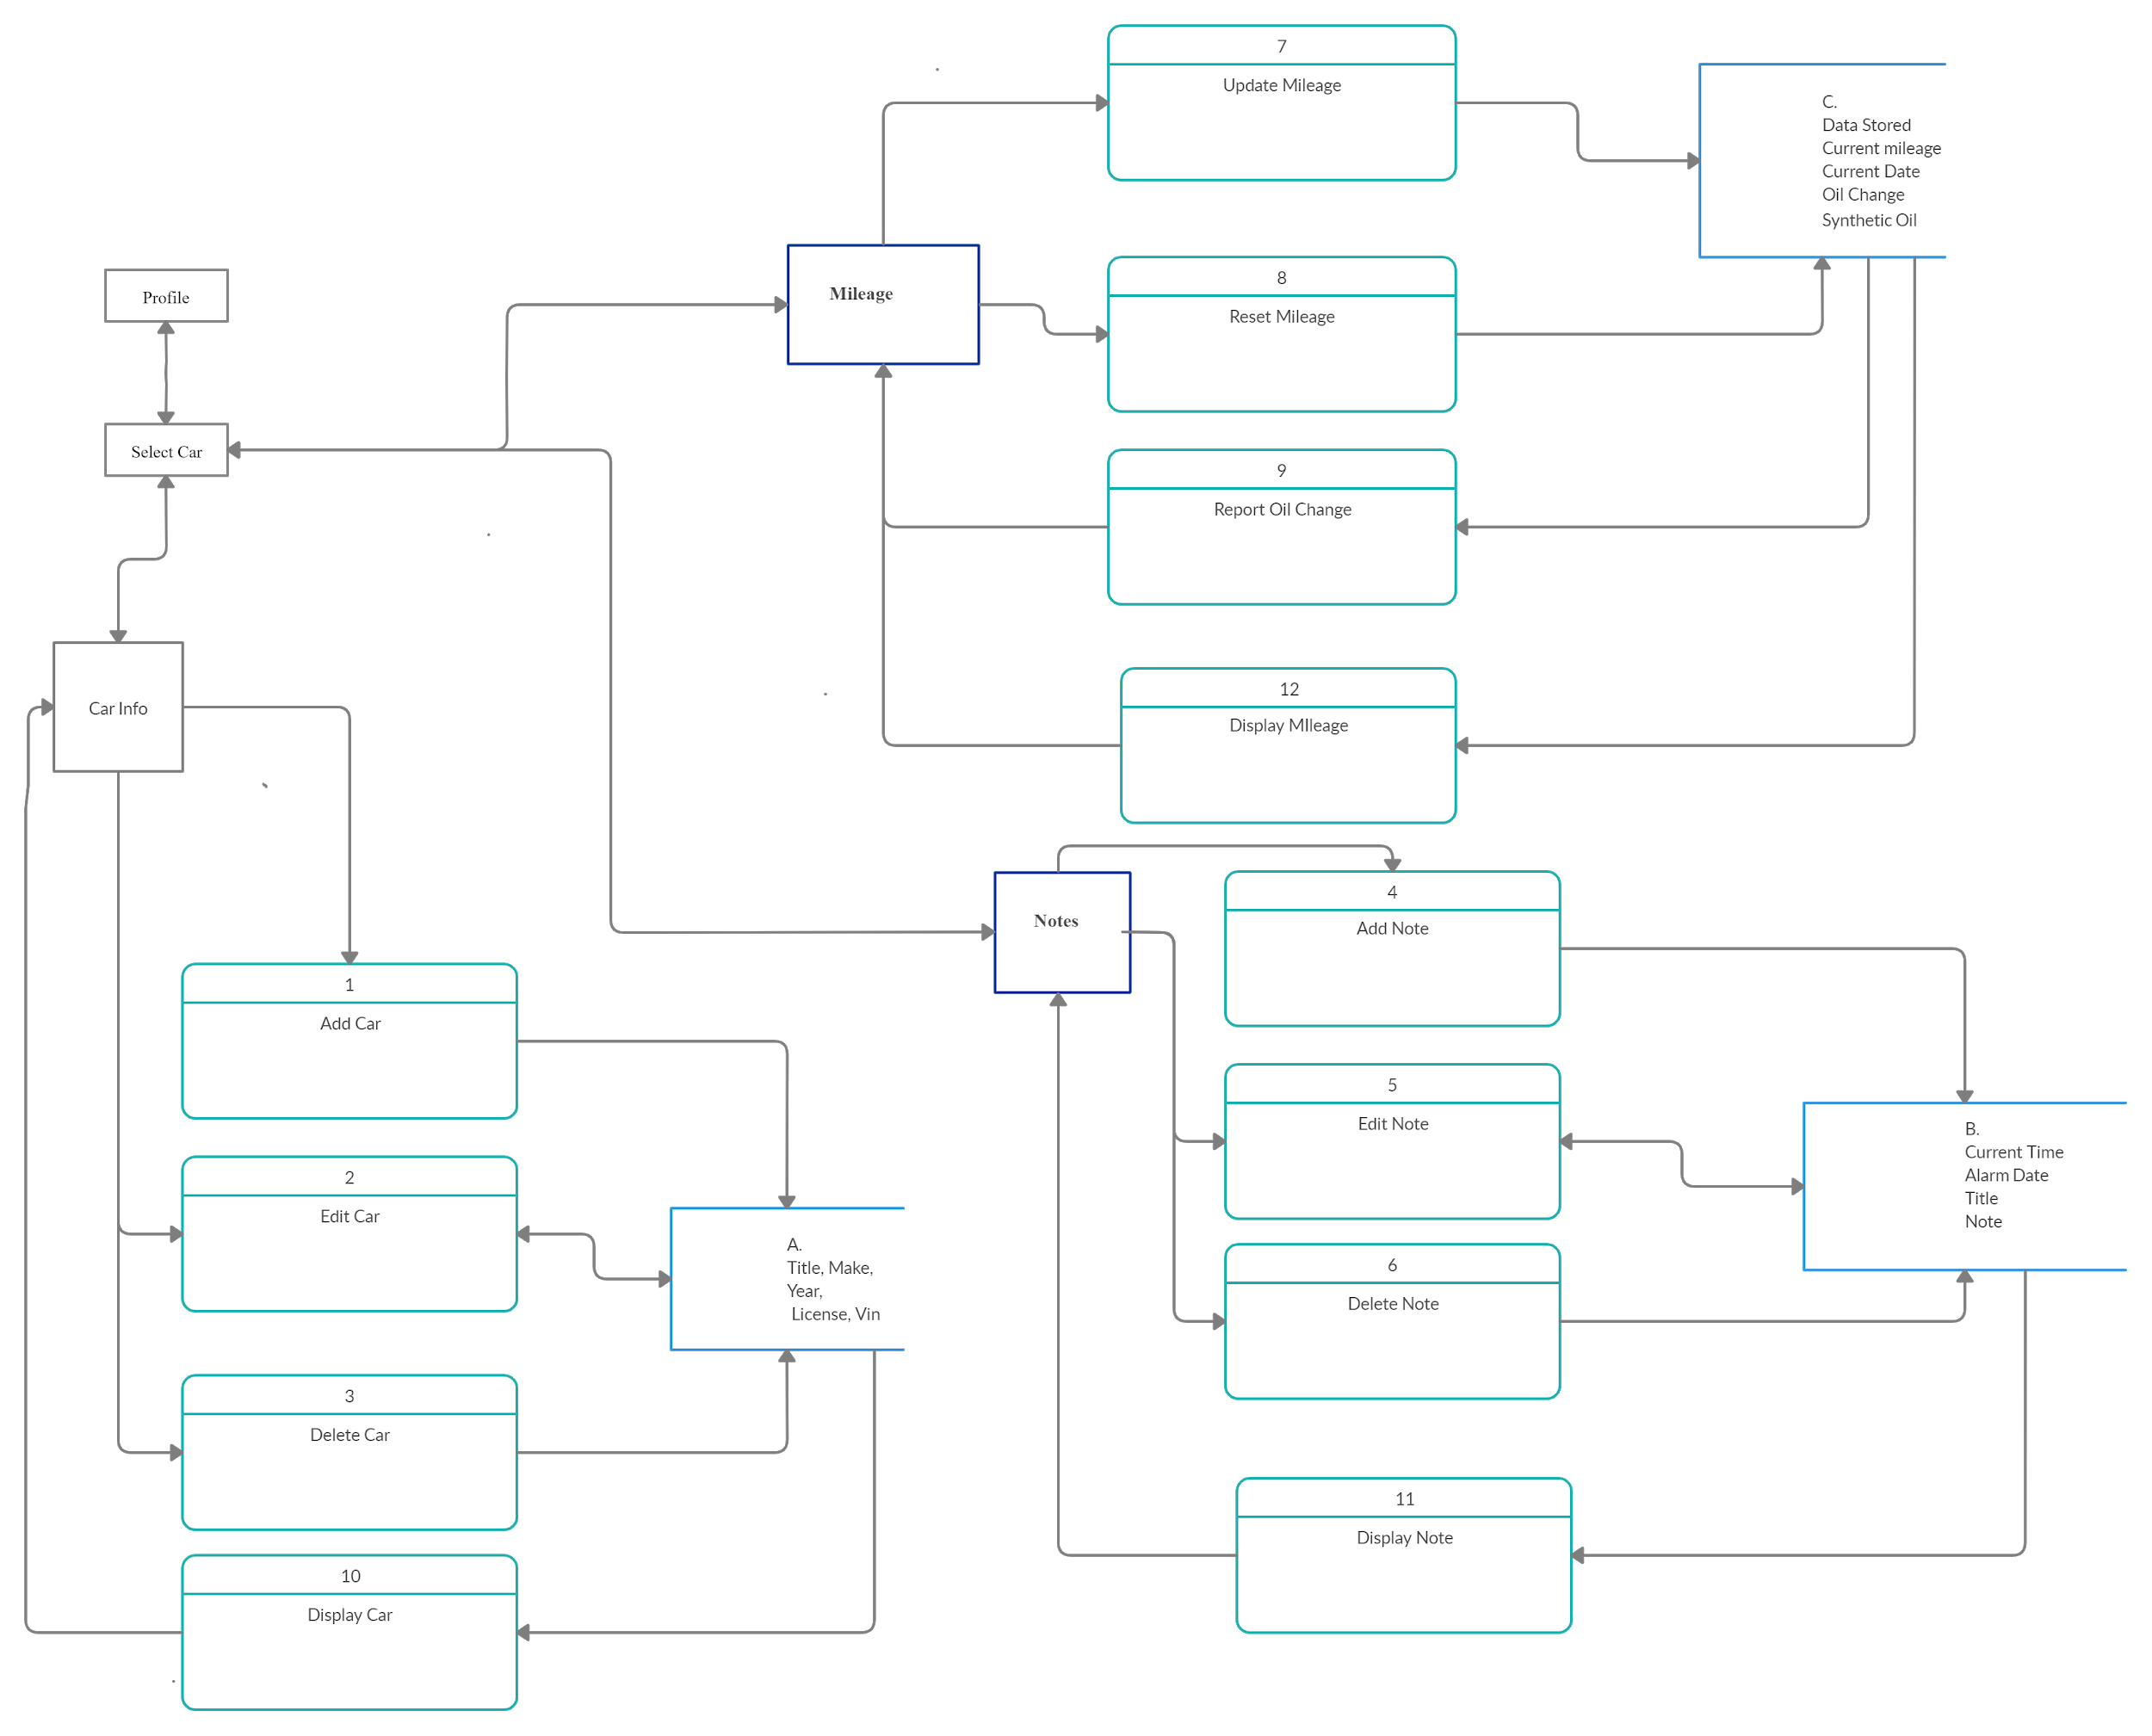 7
Update Mileage
C.
Data Stored
Current mileage
Current Date
Oil Change
Synthetic Oil
Profile
Mileage
8
Reset Mileage
Select Car
9
Report Oil Change
Car Info
12
Display MIleage
Notes
4
Add Note
1
Add Car
5
Edit Note
B.
Current Time
Alarm Date
Title
Note
2
Edit Car
A.
Title, Make,
Year,
License, Vin
6
Delete Note
3
Delete Car
11
Display Note
10
Display Car